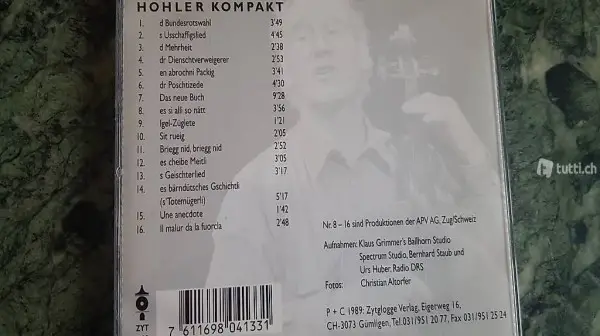 HOHLER KOMPAKT
1. d Bundesrotswahl 3'49
2. s Usschaffigslied 4'45
3. d Mehrheit 2'38
4. dr Dienschtverweigerer 2'53
5. en abrochni Packig 3'41
6. dr Poschtizede 4'30
7. Das neue Buch 9'28
8. es si alli so nätt 3'56
9. Igel-Züglete 1'21
10. Sit rueig 2'05
11. Briegg nid, briegg nid 2'52
12. es cheibe Meitli 3'05
13. s Geischterlied 3'17
14. es bärndütsches Gschichtli
(s'Totemügerli) 5'17
15. Une anecdote 1'42
16. Il malur da la fuorcla 2'48
Nr. 8 – 16 sind Produktionen der APV AG, Zug/Schweiz
Aufnahmen: Klaus Grimmer's Ballhorn Studio
Spectrum Studio, Bernhard Staub und
Urs Huber, Radio DRS
Fotos: Christian Altorfer
P + C 1989: Zytglogge Verlag, Eigerweg 16,
CH-3073 Gümligen, Tel. 031/951 20 77, Fax 031/951 25 24
ZYT
7 611698 041331
tutti.ch